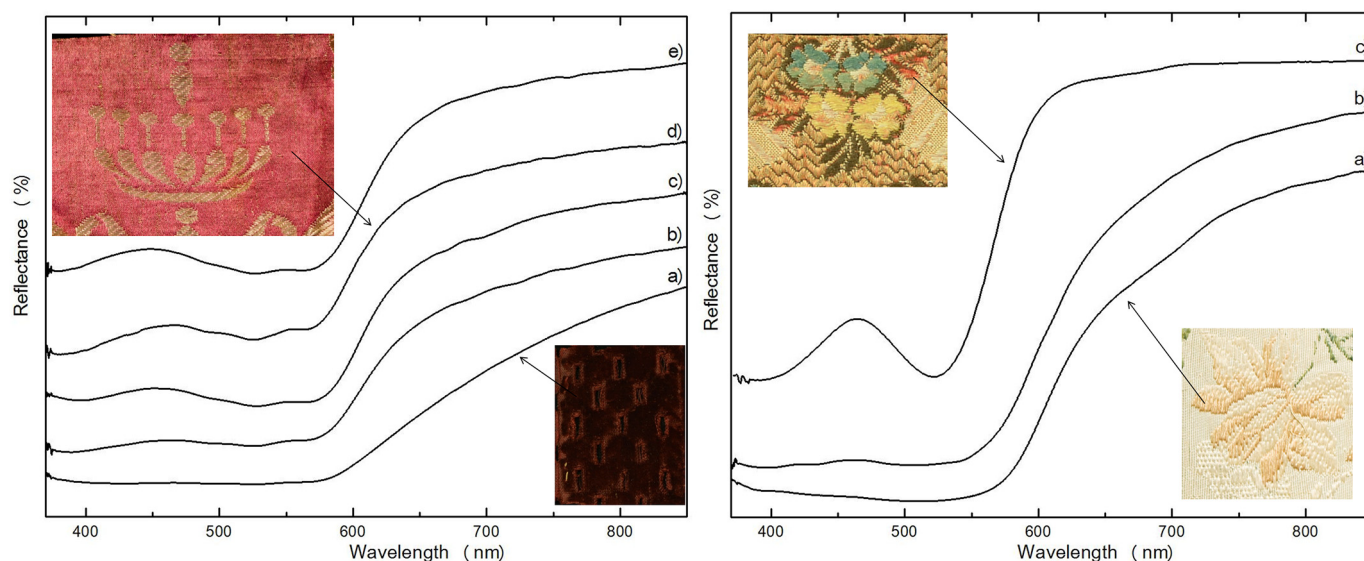 e)
d)
c)
b)
a)
Reflectance (%)
400 500 600 700 800
Wavelength (nm)
c
b
a
Reflectance (%)
400 500 600 700 800
Wavelength (nm)